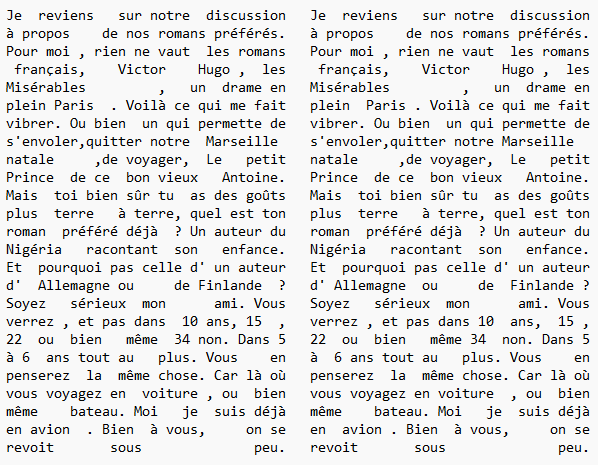 Je  reviens   sur notre  discussion
à propos    de nos romans préférés.
Pour moi , rien ne vaut  les romans
 français,    Victor   Hugo ,  les
Misérables         ,   un  drame en
plein Paris  . Voilà ce qui me fait
vibrer. Ou bien  un qui permette de
s'envoler,quitter notre  Marseille
natale     ,de voyager,  Le   petit
Prince  de ce  bon vieux   Antoine.
Mais  toi bien sûr tu  as des goûts
plus  terre   à terre, quel est ton
roman  préféré déjà  ? Un auteur du
Nigéria   racontant  son    enfance.
Et  pourquoi pas celle d' un auteur
d' Allemagne ou     de Finlande  ?
Soyez   sérieux  mon      ami. Vous
verrez , et pas dans  10 ans, 15  ,
22  ou  bien   même  34 non. Dans 5
à 6  ans tout au   plus. Vous    en
penserez  la  même chose. Car là où
vous voyagez en  voiture , ou  bien
même    bateau. Moi   je  suis déjà
en avion  . Bien  à vous,     on se
revoit       sous              peu.
Je  reviens   sur notre  discussion
à propos    de nos romans préférés.
Pour moi , rien ne vaut  les romans
 français,    Victor    Hugo ,  les
Misérables         ,    un  drame en
plein  Paris . Voilà ce qui me fait
vibrer. Ou bien  un qui permette de
s'envoler,quitter notre Marseille
natale     ,de voyager,  Le   petit
Prince  de ce  bon vieux   Antoine.
Mais  toi bien sûr tu  as des goûts
plus  terre   à terre, quel est ton
roman  préféré déjà  ? Un auteur du
Nigéria   racontant   son   enfance.
Et  pourquoi pas celle d' un auteur
d' Allemagne ou     de  Finlande ?
Soyez   sérieux mon       ami. Vous
verrez , et pas dans  10  ans, 15 ,
22  ou  bien   même 34  non. Dans 5
à  6 ans tout au   plus. Vous    en
penserez  la  même chose. Car là où
vous voyagez en voiture  , ou  bien
même    bateau. Moi   je  suis déjà
en avion . Bien  à vous,      on se
revoit       sous              peu.